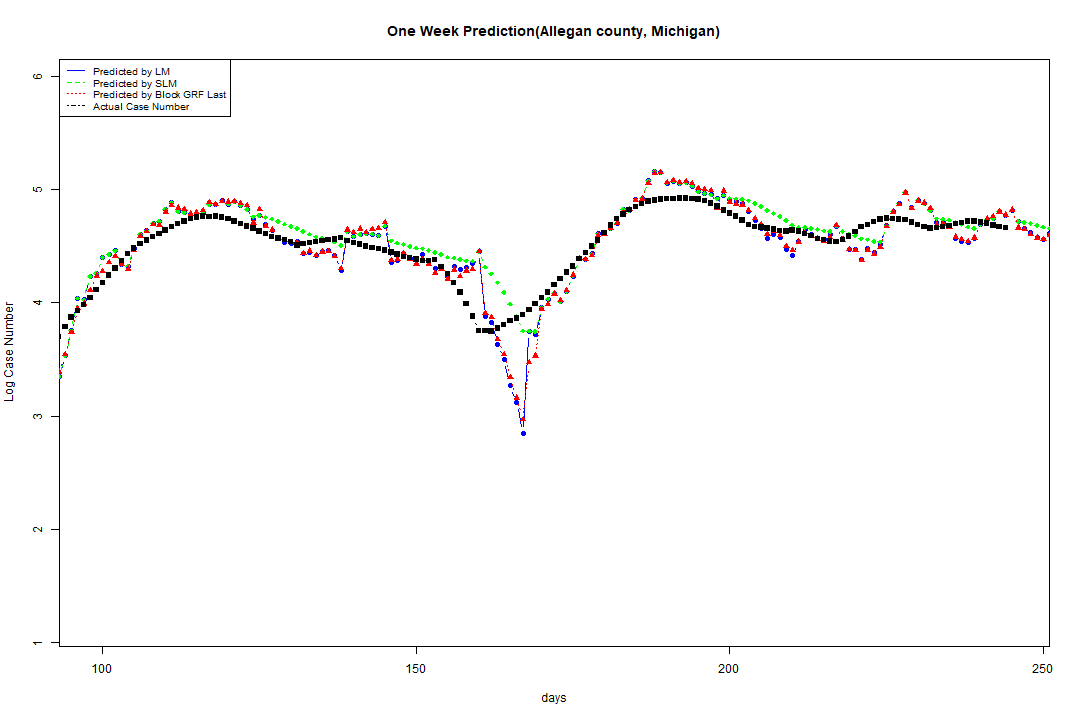 One Week Prediction(Allegan county, Michigan)
Predicted by LM
Predicted by SLM
Predicted by Block GRF Last
Actual Case Number
6
5
4
3
2
1
Log Case Number
100
150
200
250
days